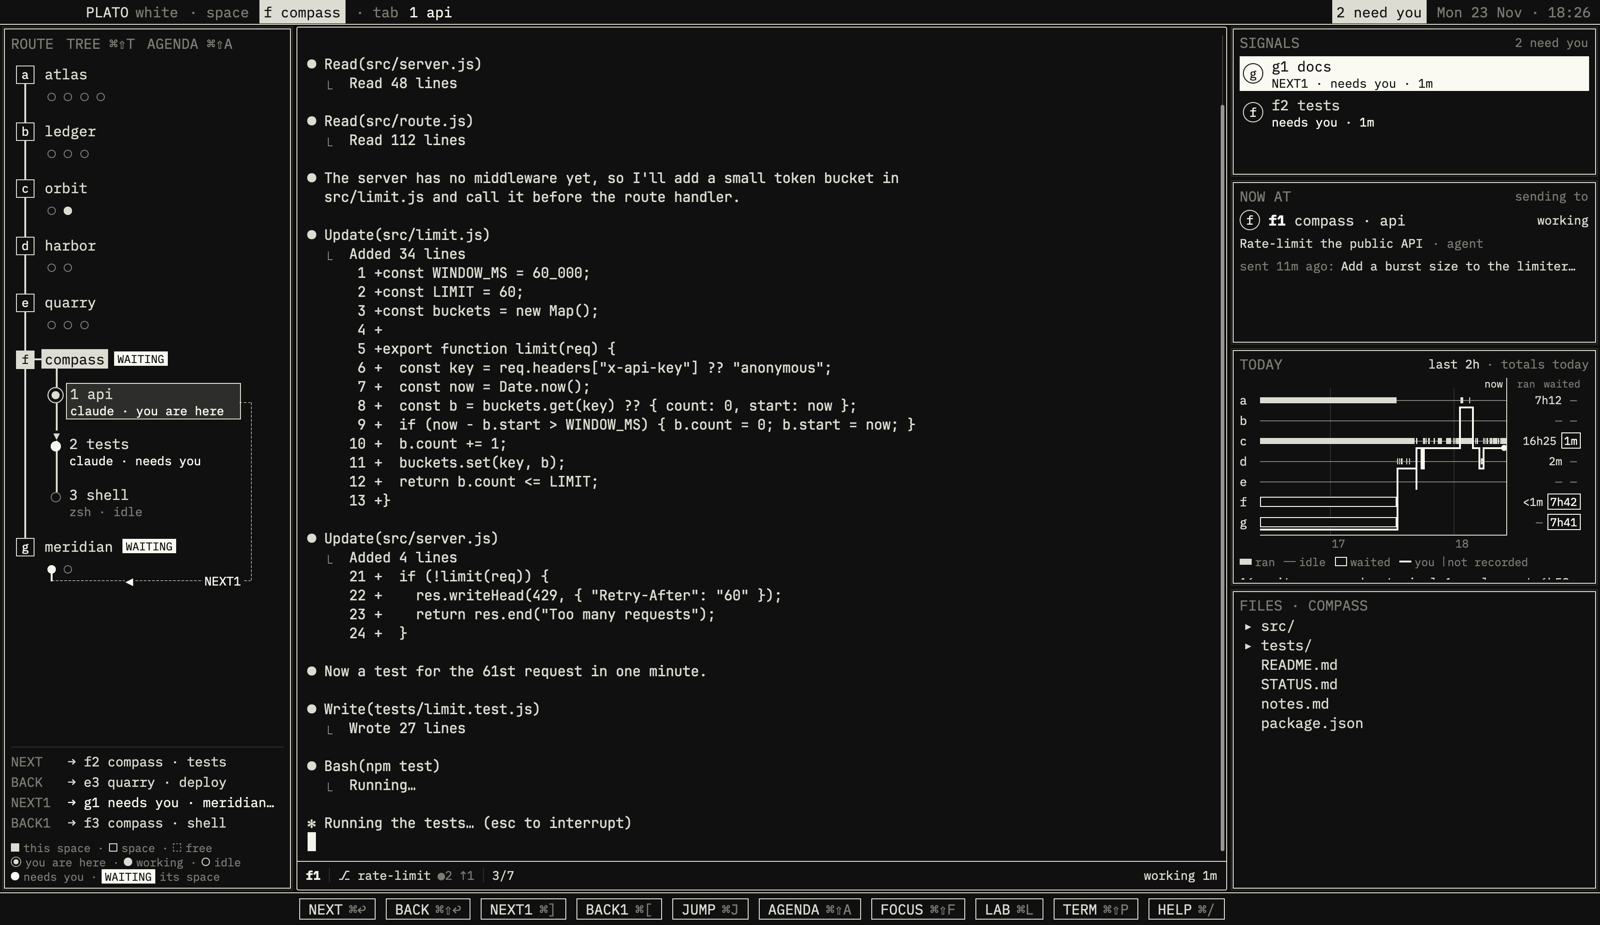 PLATO white · space f compass · tab 1 api
2 need you Mon 23 Nov · 18:26
ROUTE TREE ⌘⇧T AGENDA ⌘⇧A
a atlas
b ledger
c orbit
d harbor
e quarry
f compass WAITING
1 api
claude · you are here
2 tests
claude · needs you
3 shell
zsh · idle
g meridian WAITING
NEXT1
NEXT → f2 compass · tests
BACK → e3 quarry · deploy
NEXT1 → g1 needs you · meridian…
BACK1 → f3 compass · shell
this space · space · free
you are here · working · idle
needs you · WAITING its space
● Read(src/server.js)
└ Read 48 lines
● Read(src/route.js)
└ Read 112 lines
● The server has no middleware yet, so I'll add a small token bucket in
src/limit.js and call it before the route handler.
● Update(src/limit.js)
└ Added 34 lines
1 +const WINDOW_MS = 60_000;
2 +const LIMIT = 60;
3 +const buckets = new Map();
4 +
5 +export function limit(req) {
6 +  const key = req.headers["x-api-key"] ?? "anonymous";
7 +  const now = Date.now();
8 +  const b = buckets.get(key) ?? { count: 0, start: now };
9 +  if (now - b.start > WINDOW_MS) { b.count = 0; b.start = now; }
10 +  b.count += 1;
11 +  buckets.set(key, b);
12 +  return b.count <= LIMIT;
13 +}
● Update(src/server.js)
└ Added 4 lines
21 +  if (!limit(req)) {
22 +    res.writeHead(429, { "Retry-After": "60" });
23 +    return res.end("Too many requests");
24 +  }
● Now a test for the 61st request in one minute.
● Write(tests/limit.test.js)
└ Wrote 27 lines
● Bash(npm test)
└ Running…
✻ Running the tests… (esc to interrupt)
f1 rate-limit ●2 ↑1 3/7 working 1m
SIGNALS 2 need you
g g1 docs
NEXT1 · needs you · 1m
f f2 tests
needs you · 1m
NOW AT sending to
f f1 compass · api working
Rate-limit the public API · agent
sent 11m ago: Add a burst size to the limiter…
TODAY last 2h · totals today
now ran waited
a 7h12 —
b — —
c 16h25 1m
d 2m —
e — —
f <1m 7h42
g — 7h41
17 18
ran idle waited you not recorded
FILES · COMPASS
▸ src/
▸ tests/
README.md
STATUS.md
notes.md
package.json
NEXT ⌘↩ BACK ⌘⇧↩ NEXT1 ⌘] BACK1 ⌘[ JUMP ⌘J AGENDA ⌘⇧A FOCUS ⌘⇧F LAB ⌘L TERM ⌘⇧P HELP ⌘/